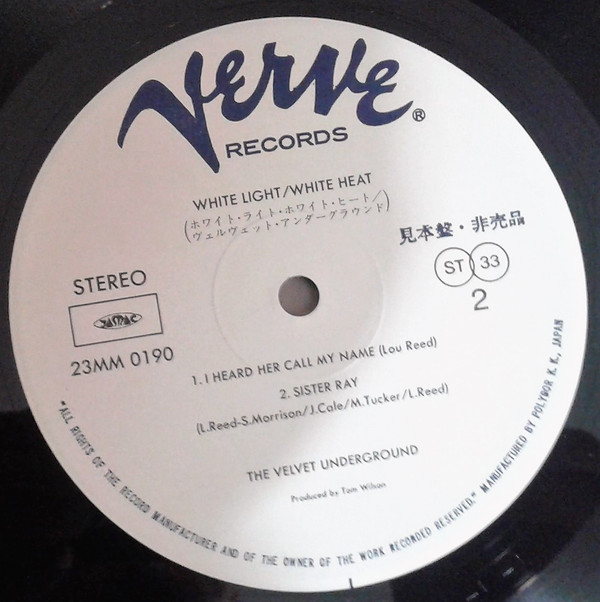 Verve®
RECORDS
WHITE LIGHT/WHITE HEAT
(ホワイト・ライト・ホワイト・ヒート/
ヴェルヴェット・アンダーグラウンド)
見本盤・非売品
STEREO
ST 33
JASRAC
2
23MM 0190
1. I HEARD HER CALL MY NAME (Lou Reed)
2. SISTER RAY
(L.Reed-S.Morrison/J.Cale/M.Tucker/L.Reed)
THE VELVET UNDERGROUND
Produced by Tom Wilson
"ALL RIGHTS OF THE RECORD MANUFACTURER AND OF THE OWNER OF THE WORK RECORDED RESERVED." MANUFACTURED BY POLYDOR K.K., JAPAN